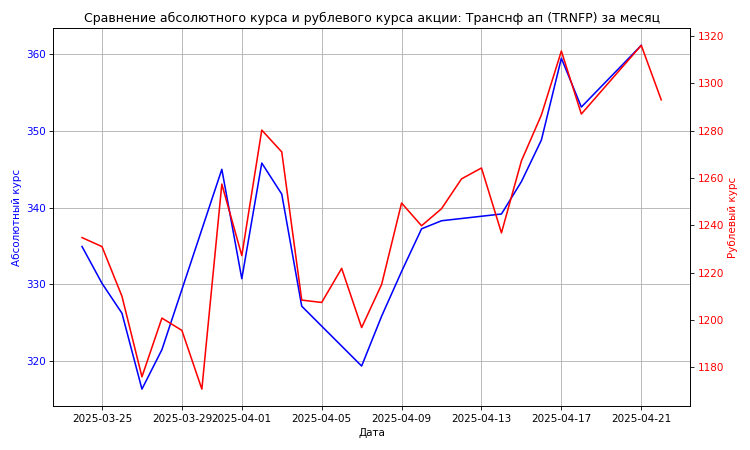 Сравнение абсолютного курса и рублевого курса акции: Транснф ап (TRNFP) за месяц
Абсолютный курс
360
350
340
330
320
1320
1300
1280
1260
1240
1220
1200
1180
Рублевый курс
2025-03-25 2025-03-29 2025-04-01 2025-04-05 2025-04-09 2025-04-13 2025-04-17 2025-04-21
Дата